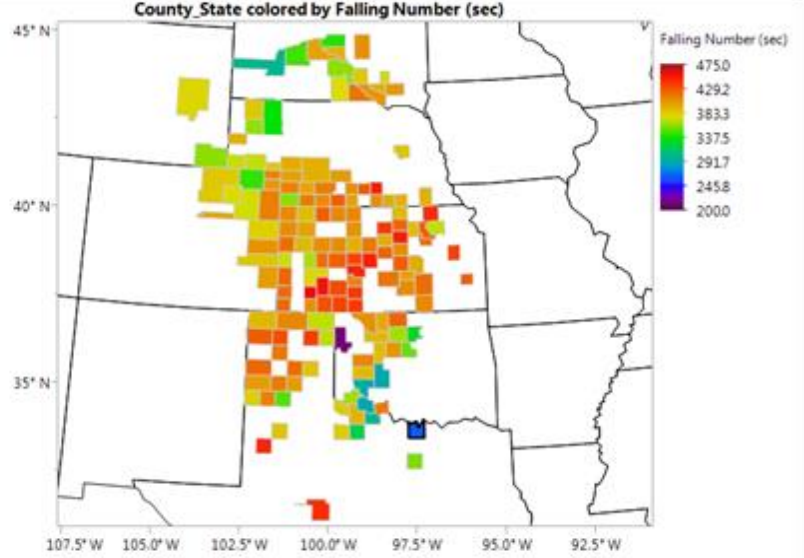 County_State colored by Falling Number (sec)
45° N
40° N
35° N
107.5° W 105.0° W 102.5° W 100.0° W 97.5° W 95.0° W 92.5° W
Falling Number (sec)
475.0
429.2
383.3
337.5
291.7
245.8
200.0